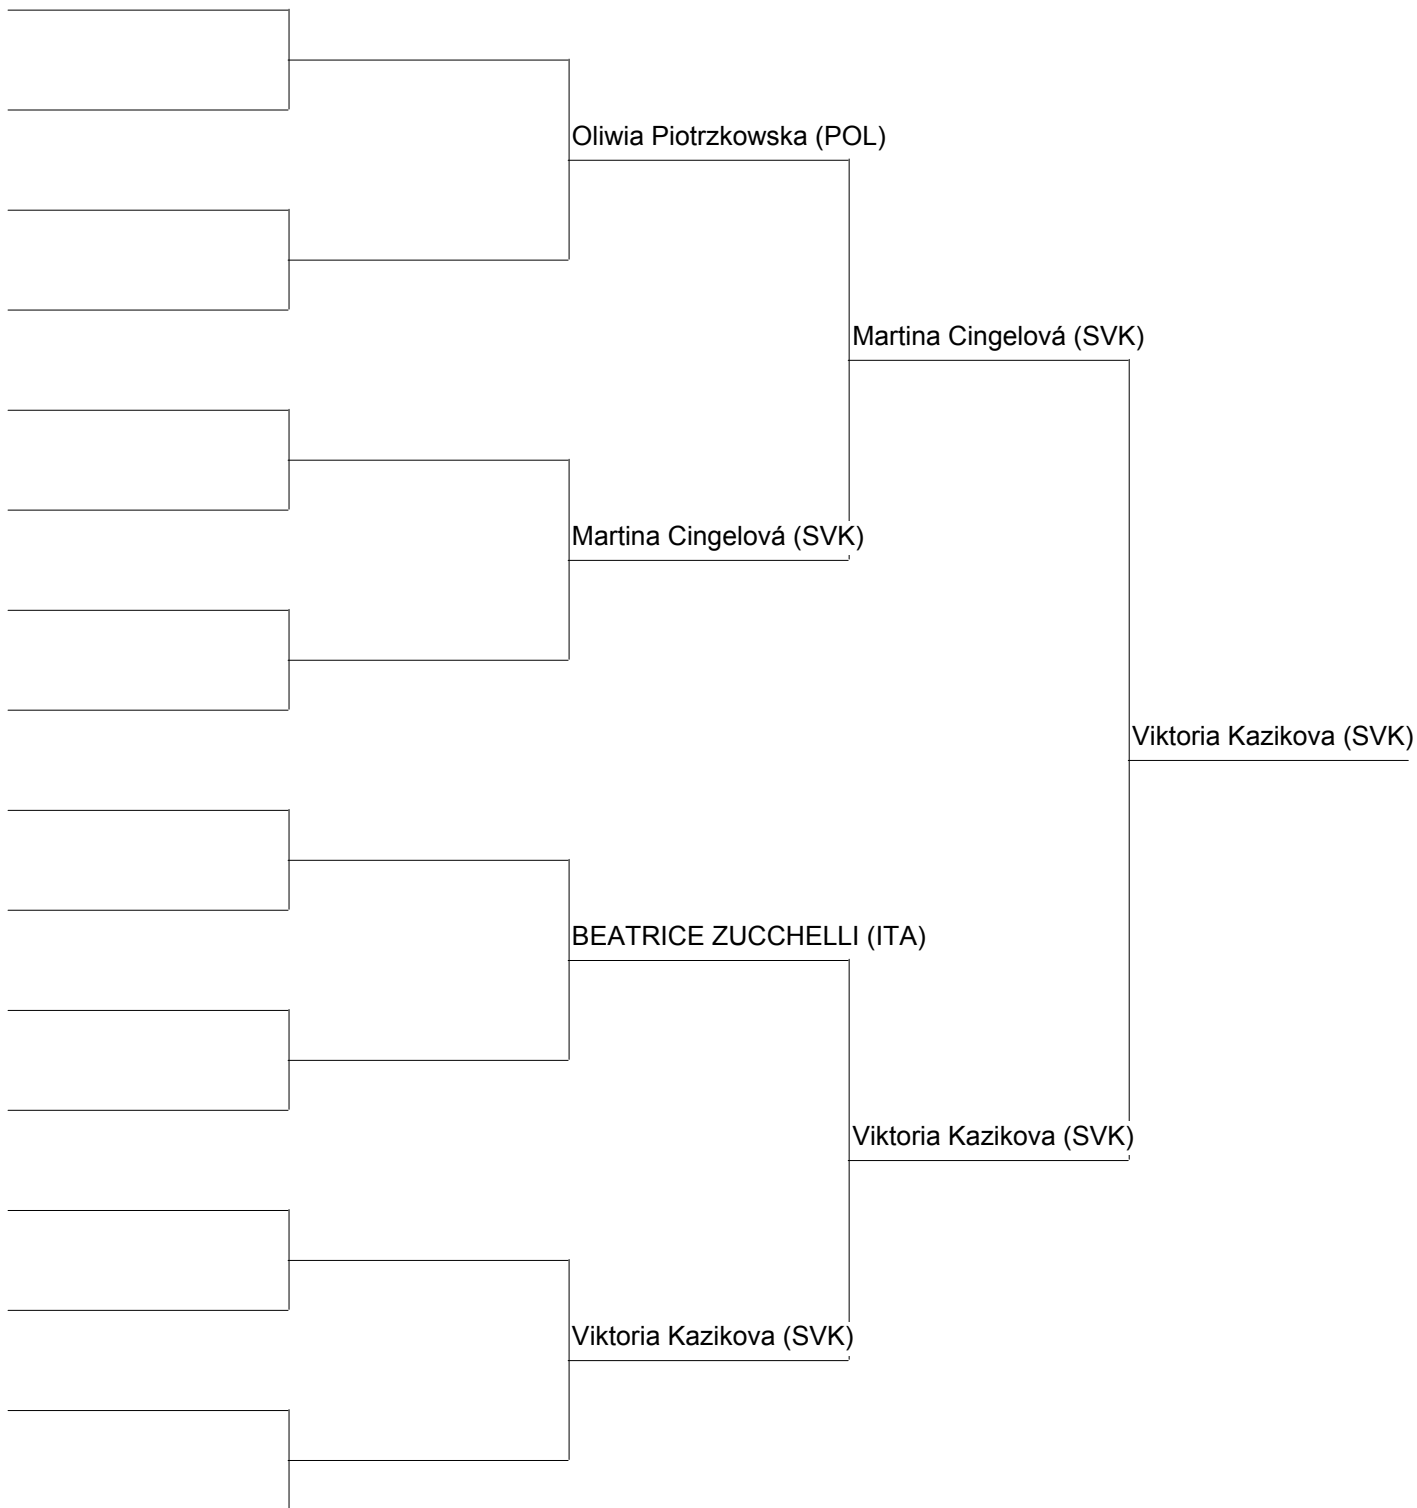 Oliwia Piotrzkowska (POL)
Martina Cingelová (SVK)
Martina Cingelová (SVK)
Viktoria Kazikova (SVK)
BEATRICE ZUCCHELLI (ITA)
Viktoria Kazikova (SVK)
Viktoria Kazikova (SVK)